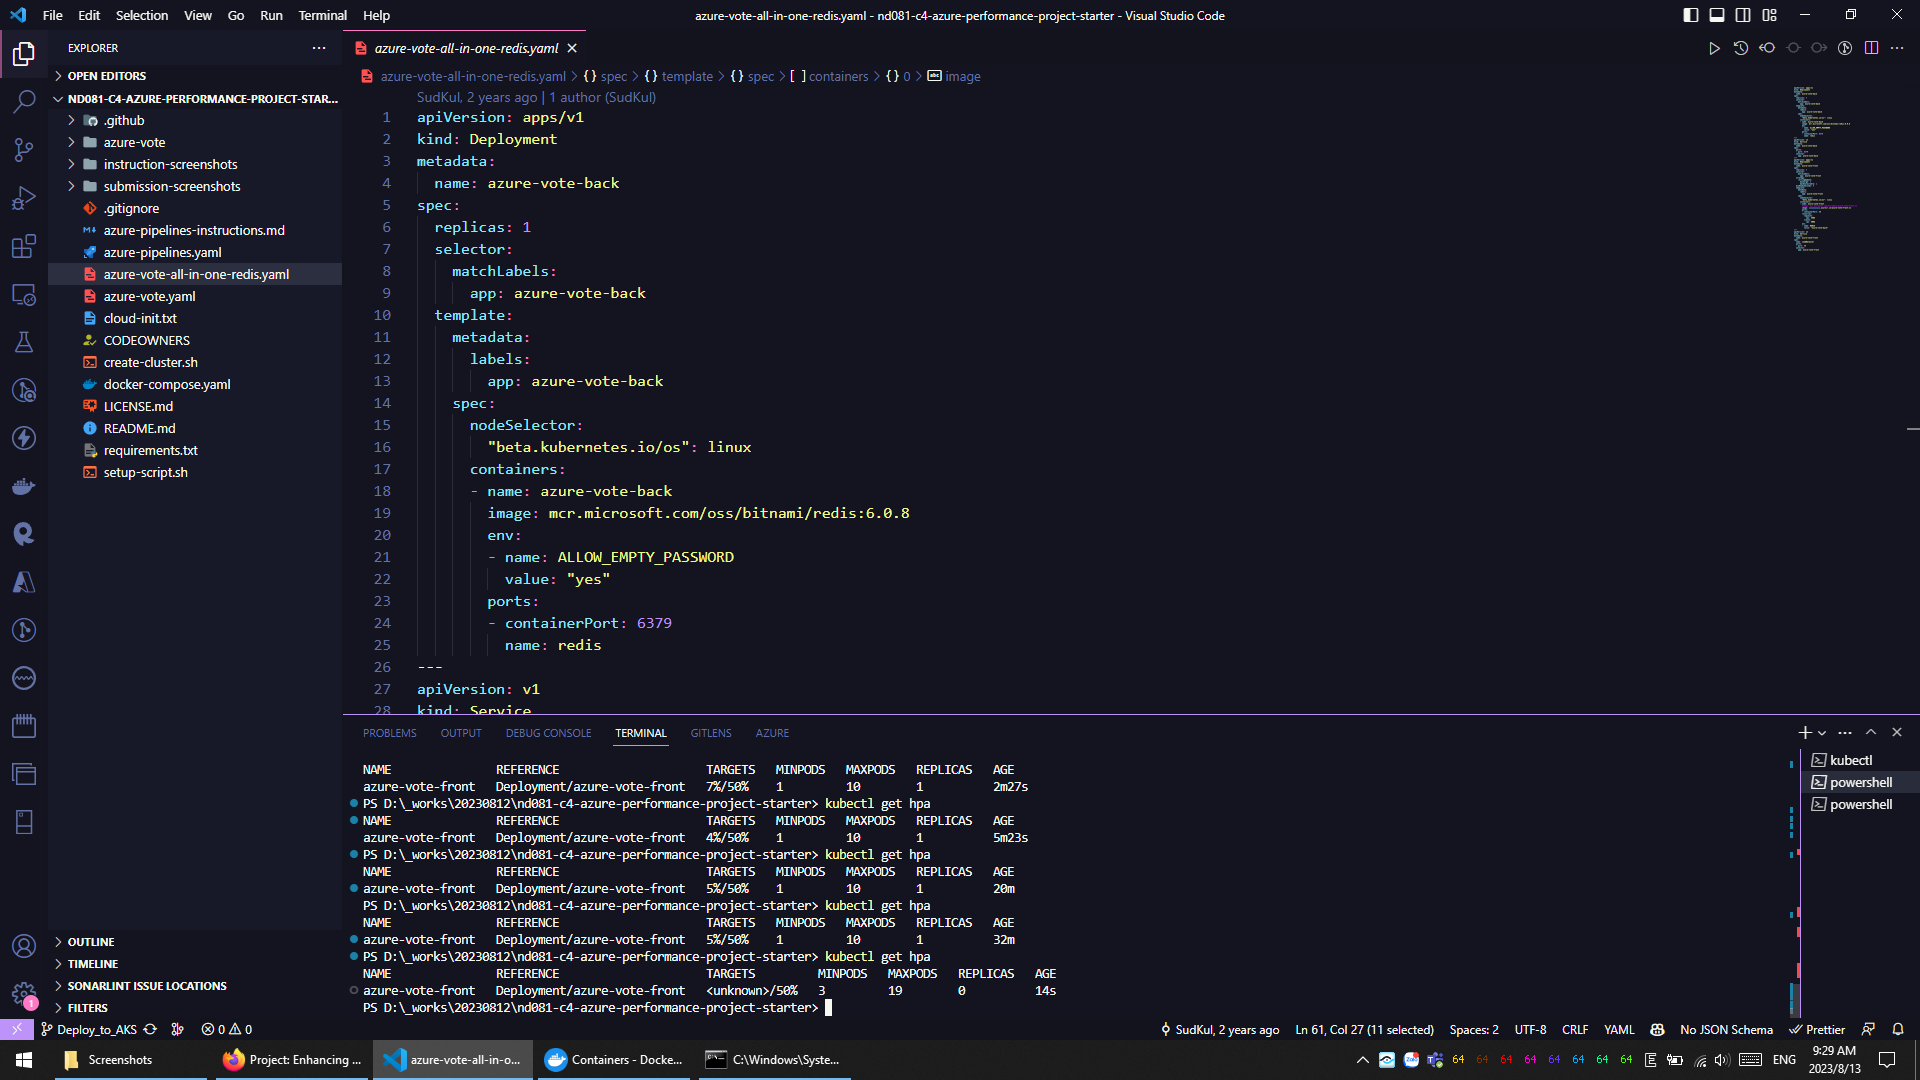 File Edit Selection View Go Run Terminal Help
azure-vote-all-in-one-redis.yaml - nd081-c4-azure-performance-project-starter - Visual Studio Code
EXPLORER
OPEN EDITORS
ND081-C4-AZURE-PERFORMANCE-PROJECT-STAR...
.github
azure-vote
instruction-screenshots
submission-screenshots
.gitignore
azure-pipelines-instructions.md
azure-pipelines.yaml
azure-vote-all-in-one-redis.yaml
azure-vote.yaml
cloud-init.txt
CODEOWNERS
create-cluster.sh
docker-compose.yaml
LICENSE.md
README.md
requirements.txt
setup-script.sh
OUTLINE
TIMELINE
SONARLINT ISSUE LOCATIONS
FILTERS
azure-vote-all-in-one-redis.yaml
azure-vote-all-in-one-redis.yaml > {} spec > {} template > {} spec > [ ] containers > {} 0 > abc image
SudKul, 2 years ago | 1 author (SudKul)
1 apiVersion: apps/v1
2 kind: Deployment
3 metadata:
4 name: azure-vote-back
5 spec:
6 replicas: 1
7 selector:
8 matchLabels:
9 app: azure-vote-back
10 template:
11 metadata:
12 labels:
13 app: azure-vote-back
14 spec:
15 nodeSelector:
16 "beta.kubernetes.io/os": linux
17 containers:
18 - name: azure-vote-back
19 image: mcr.microsoft.com/oss/bitnami/redis:6.0.8
20 env:
21 - name: ALLOW_EMPTY_PASSWORD
22 value: "yes"
23 ports:
24 - containerPort: 6379
25 name: redis
26 ---
27 apiVersion: v1
28 kind: Service
PROBLEMS OUTPUT DEBUG CONSOLE TERMINAL GITLENS AZURE
NAME REFERENCE TARGETS MINPODS MAXPODS REPLICAS AGE
azure-vote-front Deployment/azure-vote-front 7%/50% 1 10 1 2m27s
PS D:\_works\20230812\nd081-c4-azure-performance-project-starter> kubectl get hpa
NAME REFERENCE TARGETS MINPODS MAXPODS REPLICAS AGE
azure-vote-front Deployment/azure-vote-front 4%/50% 1 10 1 5m23s
PS D:\_works\20230812\nd081-c4-azure-performance-project-starter> kubectl get hpa
NAME REFERENCE TARGETS MINPODS MAXPODS REPLICAS AGE
azure-vote-front Deployment/azure-vote-front 5%/50% 1 10 1 20m
PS D:\_works\20230812\nd081-c4-azure-performance-project-starter> kubectl get hpa
NAME REFERENCE TARGETS MINPODS MAXPODS REPLICAS AGE
azure-vote-front Deployment/azure-vote-front 5%/50% 1 10 1 32m
PS D:\_works\20230812\nd081-c4-azure-performance-project-starter> kubectl get hpa
NAME REFERENCE TARGETS MINPODS MAXPODS REPLICAS AGE
azure-vote-front Deployment/azure-vote-front <unknown>/50% 3 19 0 14s
PS D:\_works\20230812\nd081-c4-azure-performance-project-starter>
kubectl
powershell
powershell
1
Deploy_to_AKS 0 0
SudKul, 2 years ago Ln 61, Col 27 (11 selected) Spaces: 2 UTF-8 CRLF YAML No JSON Schema Prettier
Screenshots
Project: Enhancing ...
azure-vote-all-in-o...
Containers - Docke...
C:\Windows\Syste...
64 64 64 64 64 64 64 64
ENG
9:29 AM
2023/8/13